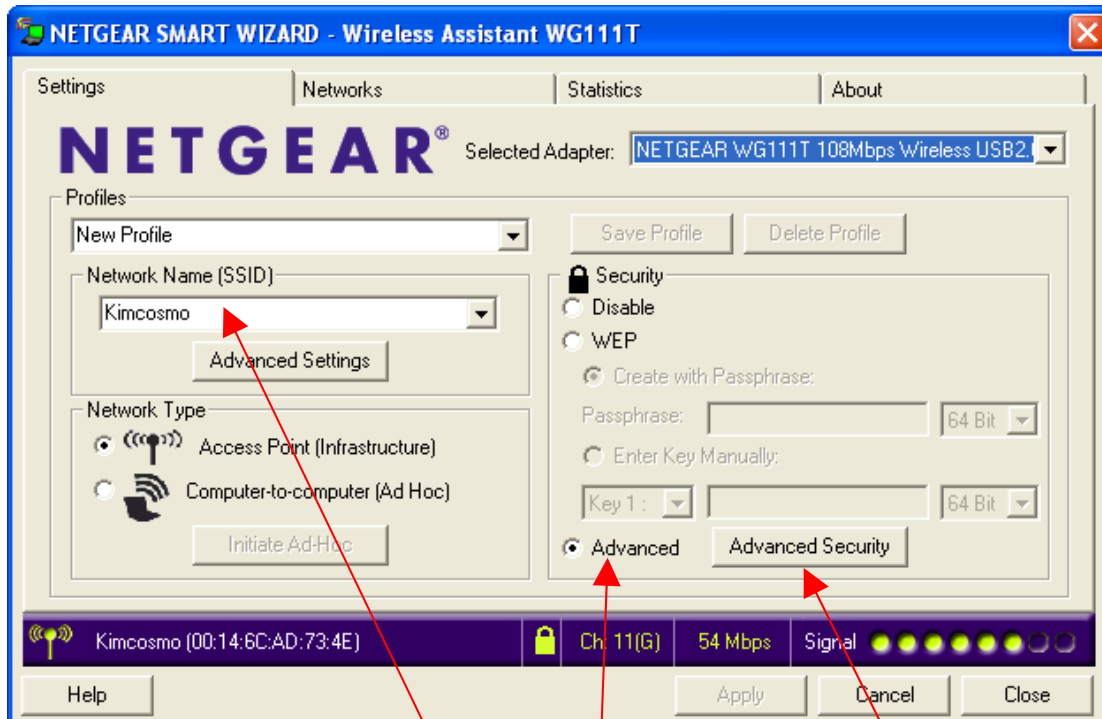 NETGEAR SMART WIZARD - Wireless Assistant WG111T
Settings
Networks
Statistics
About
NETGEAR®
Selected Adapter:
NETGEAR WG111T 108Mbps Wireless USB2.
Profiles
New Profile
Save Profile
Delete Profile
Network Name (SSID)
Kimcosmo
Advanced Settings
Network Type
Access Point (Infrastructure)
Computer-to-computer (Ad Hoc)
Initiate Ad-Hoc
Security
Disable
WEP
Create with Passphrase:
Passphrase:
64 Bit
Enter Key Manually:
Key 1 :
64 Bit
Advanced
Advanced Security
Kimcosmo (00:14:6C:AD:73:4E)
Ch: 11(G)
54 Mbps
Signal
Help
Apply
Cancel
Close